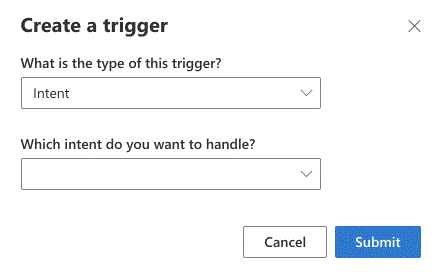 Create a trigger
What is the type of this trigger?
Intent
Which intent do you want to handle?
Cancel
Submit